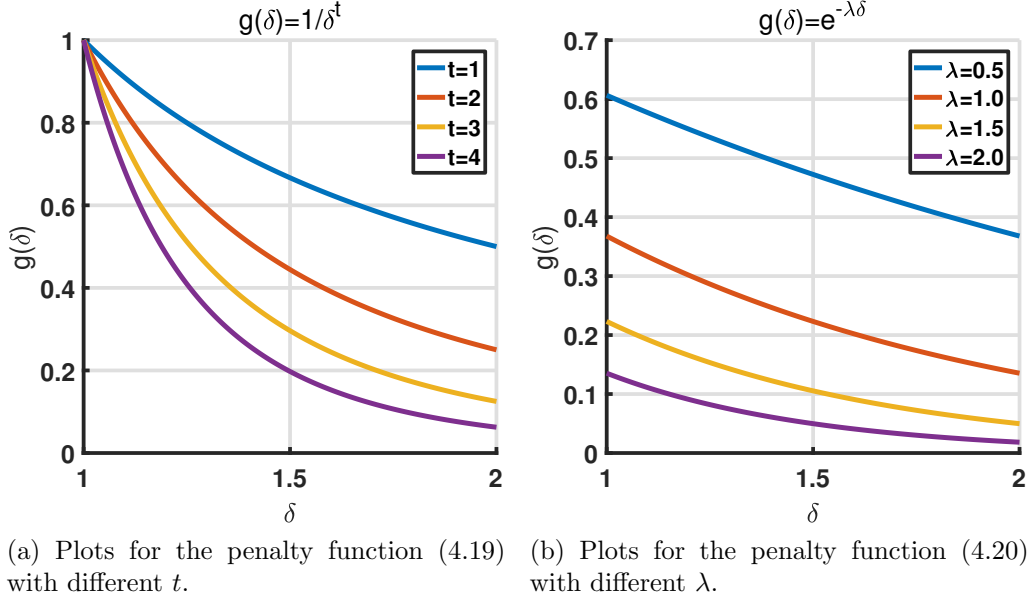 g(δ)=1/δ^t
1
0.8
0.6
0.4
0.2
0
g(δ)
1
1.5
2
δ
t=1
t=2
t=3
t=4
g(δ)=e^-λδ
0.7
0.6
0.5
0.4
0.3
0.2
0.1
0
g(δ)
1
1.5
2
δ
λ=0.5
λ=1.0
λ=1.5
λ=2.0
(a) Plots for the penalty function (4.19)
with different t.
(b) Plots for the penalty function (4.20)
with different λ.